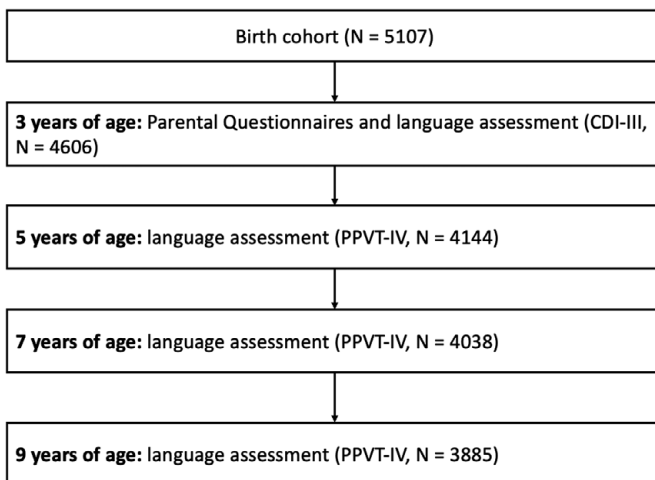 Birth cohort (N = 5107)
3 years of age: Parental Questionnaires and language assessment (CDI-III,
N = 4606)
5 years of age: language assessment (PPVT-IV, N = 4144)
7 years of age: language assessment (PPVT-IV, N = 4038)
9 years of age: language assessment (PPVT-IV, N = 3885)